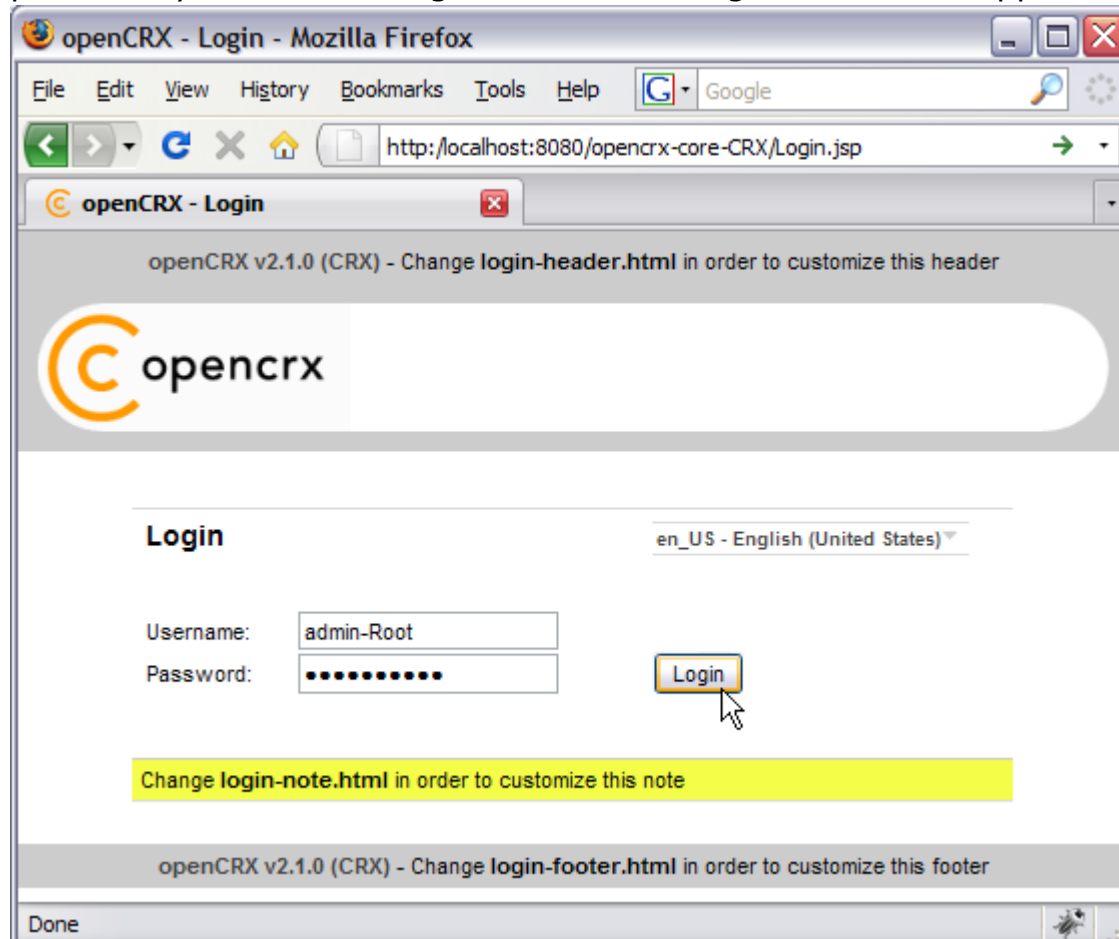 openCRX - Login - Mozilla Firefox
File Edit View History Bookmarks Tools Help G Google
http:/localhost:8080/opencrx-core-CRX/Login.jsp
openCRX - Login
openCRX v2.1.0 (CRX) - Change login-header.html in order to customize this header
opencrx
Login en_US - English (United States)
Username: admin-Root
Password: ••••••••••
Login
Change login-note.html in order to customize this note
openCRX v2.1.0 (CRX) - Change login-footer.html in order to customize this footer
Done